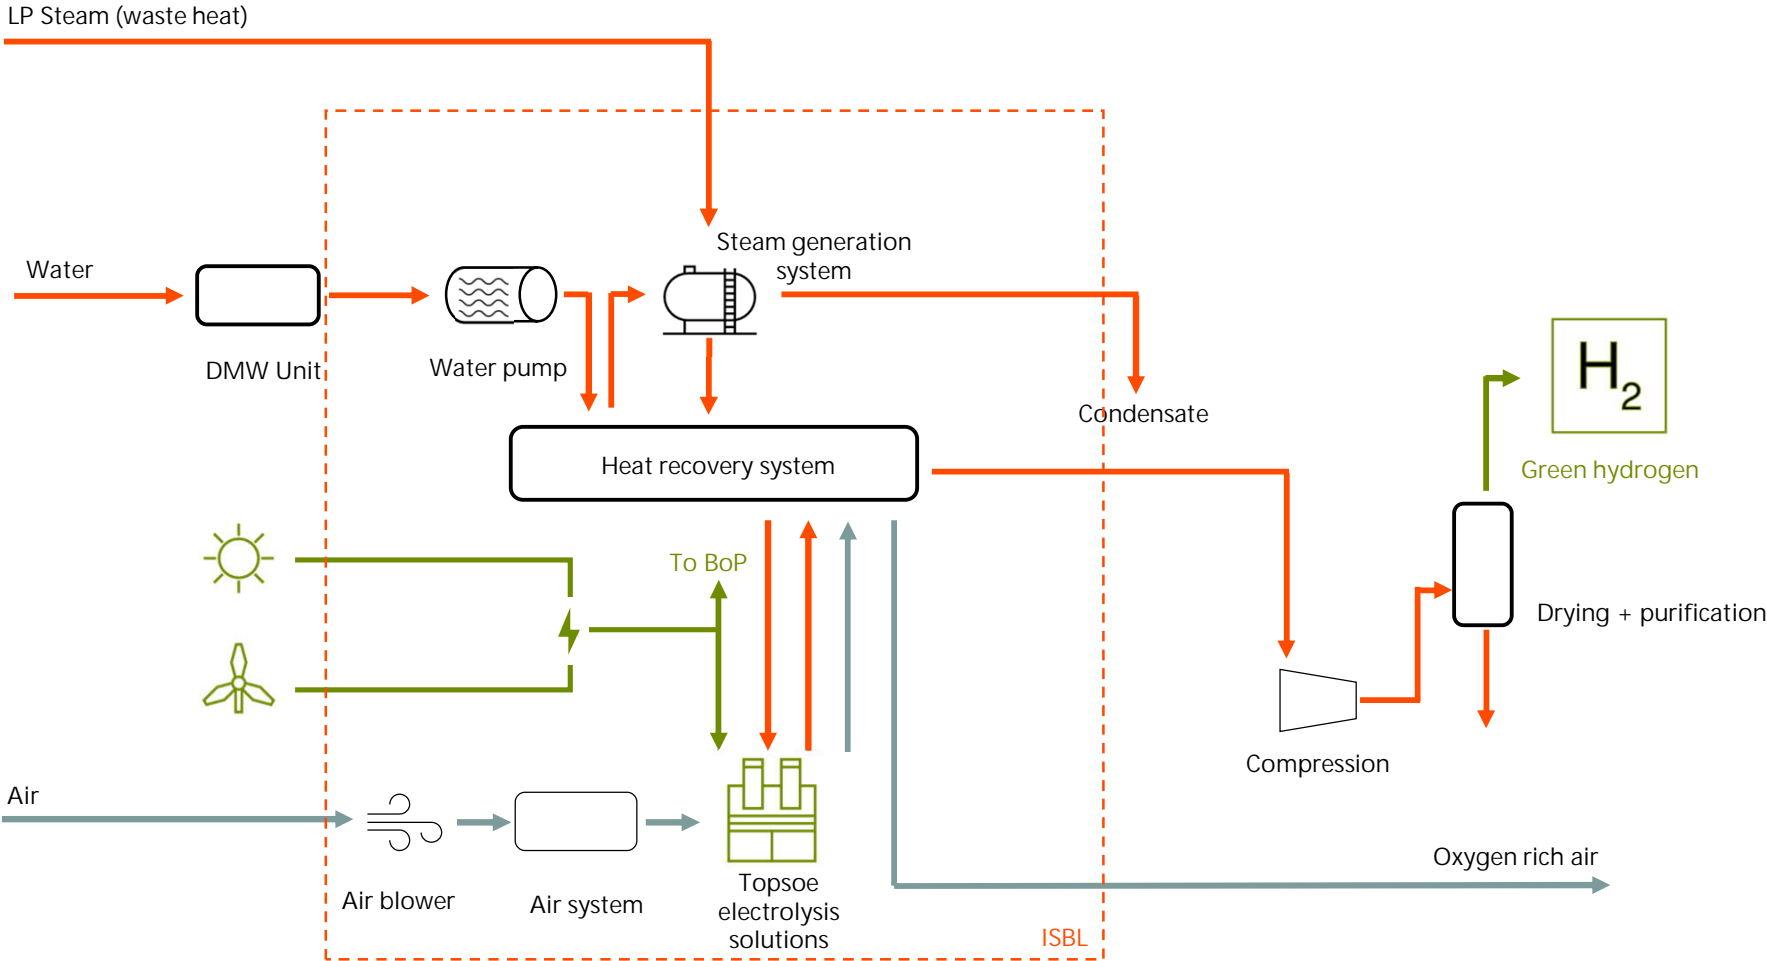 LP Steam (waste heat)
Steam generation
system
Water
DMW Unit
Water pump
Condensate
H2
Green hydrogen
Heat recovery system
To BoP
Drying + purification
Compression
Air
Air blower
Air system
Topsoe
electrolysis
solutions
Oxygen rich air
ISBL